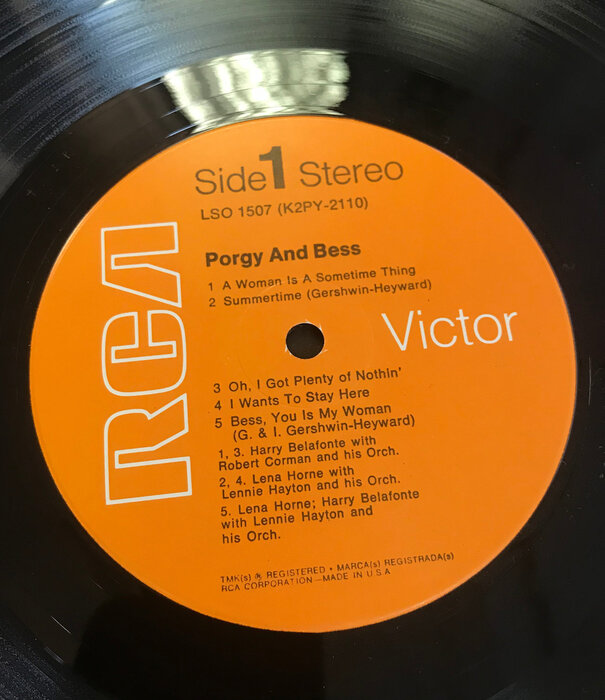 Side 1 Stereo
LSO 1507 (K2PY-2110)
RCA
Porgy And Bess
1 A Woman Is A Sometime Thing
2 Summertime (Gershwin-Heyward)
Victor
3 Oh, I Got Plenty of Nothin'
4 I Wants To Stay Here
5 Bess, You Is My Woman
(G. & I. Gershwin-Heyward)
1, 3. Harry Belafonte with
Robert Corman and his Orch.
2, 4. Lena Horne with
Lennie Hayton and his Orch.
5. Lena Horne; Harry Belafonte
with Lennie Hayton and
his Orch.
TMK(s) ® REGISTERED • MARCA(s) REGISTRADA(s)
RCA CORPORATION—MADE IN U.S.A